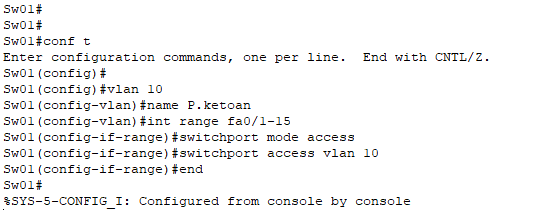 Sw01#
Sw01#
Sw01#conf t
Enter configuration commands, one per line.  End with CNTL/Z.
Sw01(config)#
Sw01(config)#vlan 10
Sw01(config-vlan)#name P.ketoan
Sw01(config-vlan)#int range fa0/1-15
Sw01(config-if-range)#switchport mode access
Sw01(config-if-range)#switchport access vlan 10
Sw01(config-if-range)#end
Sw01#
%SYS-5-CONFIG_I: Configured from console by console